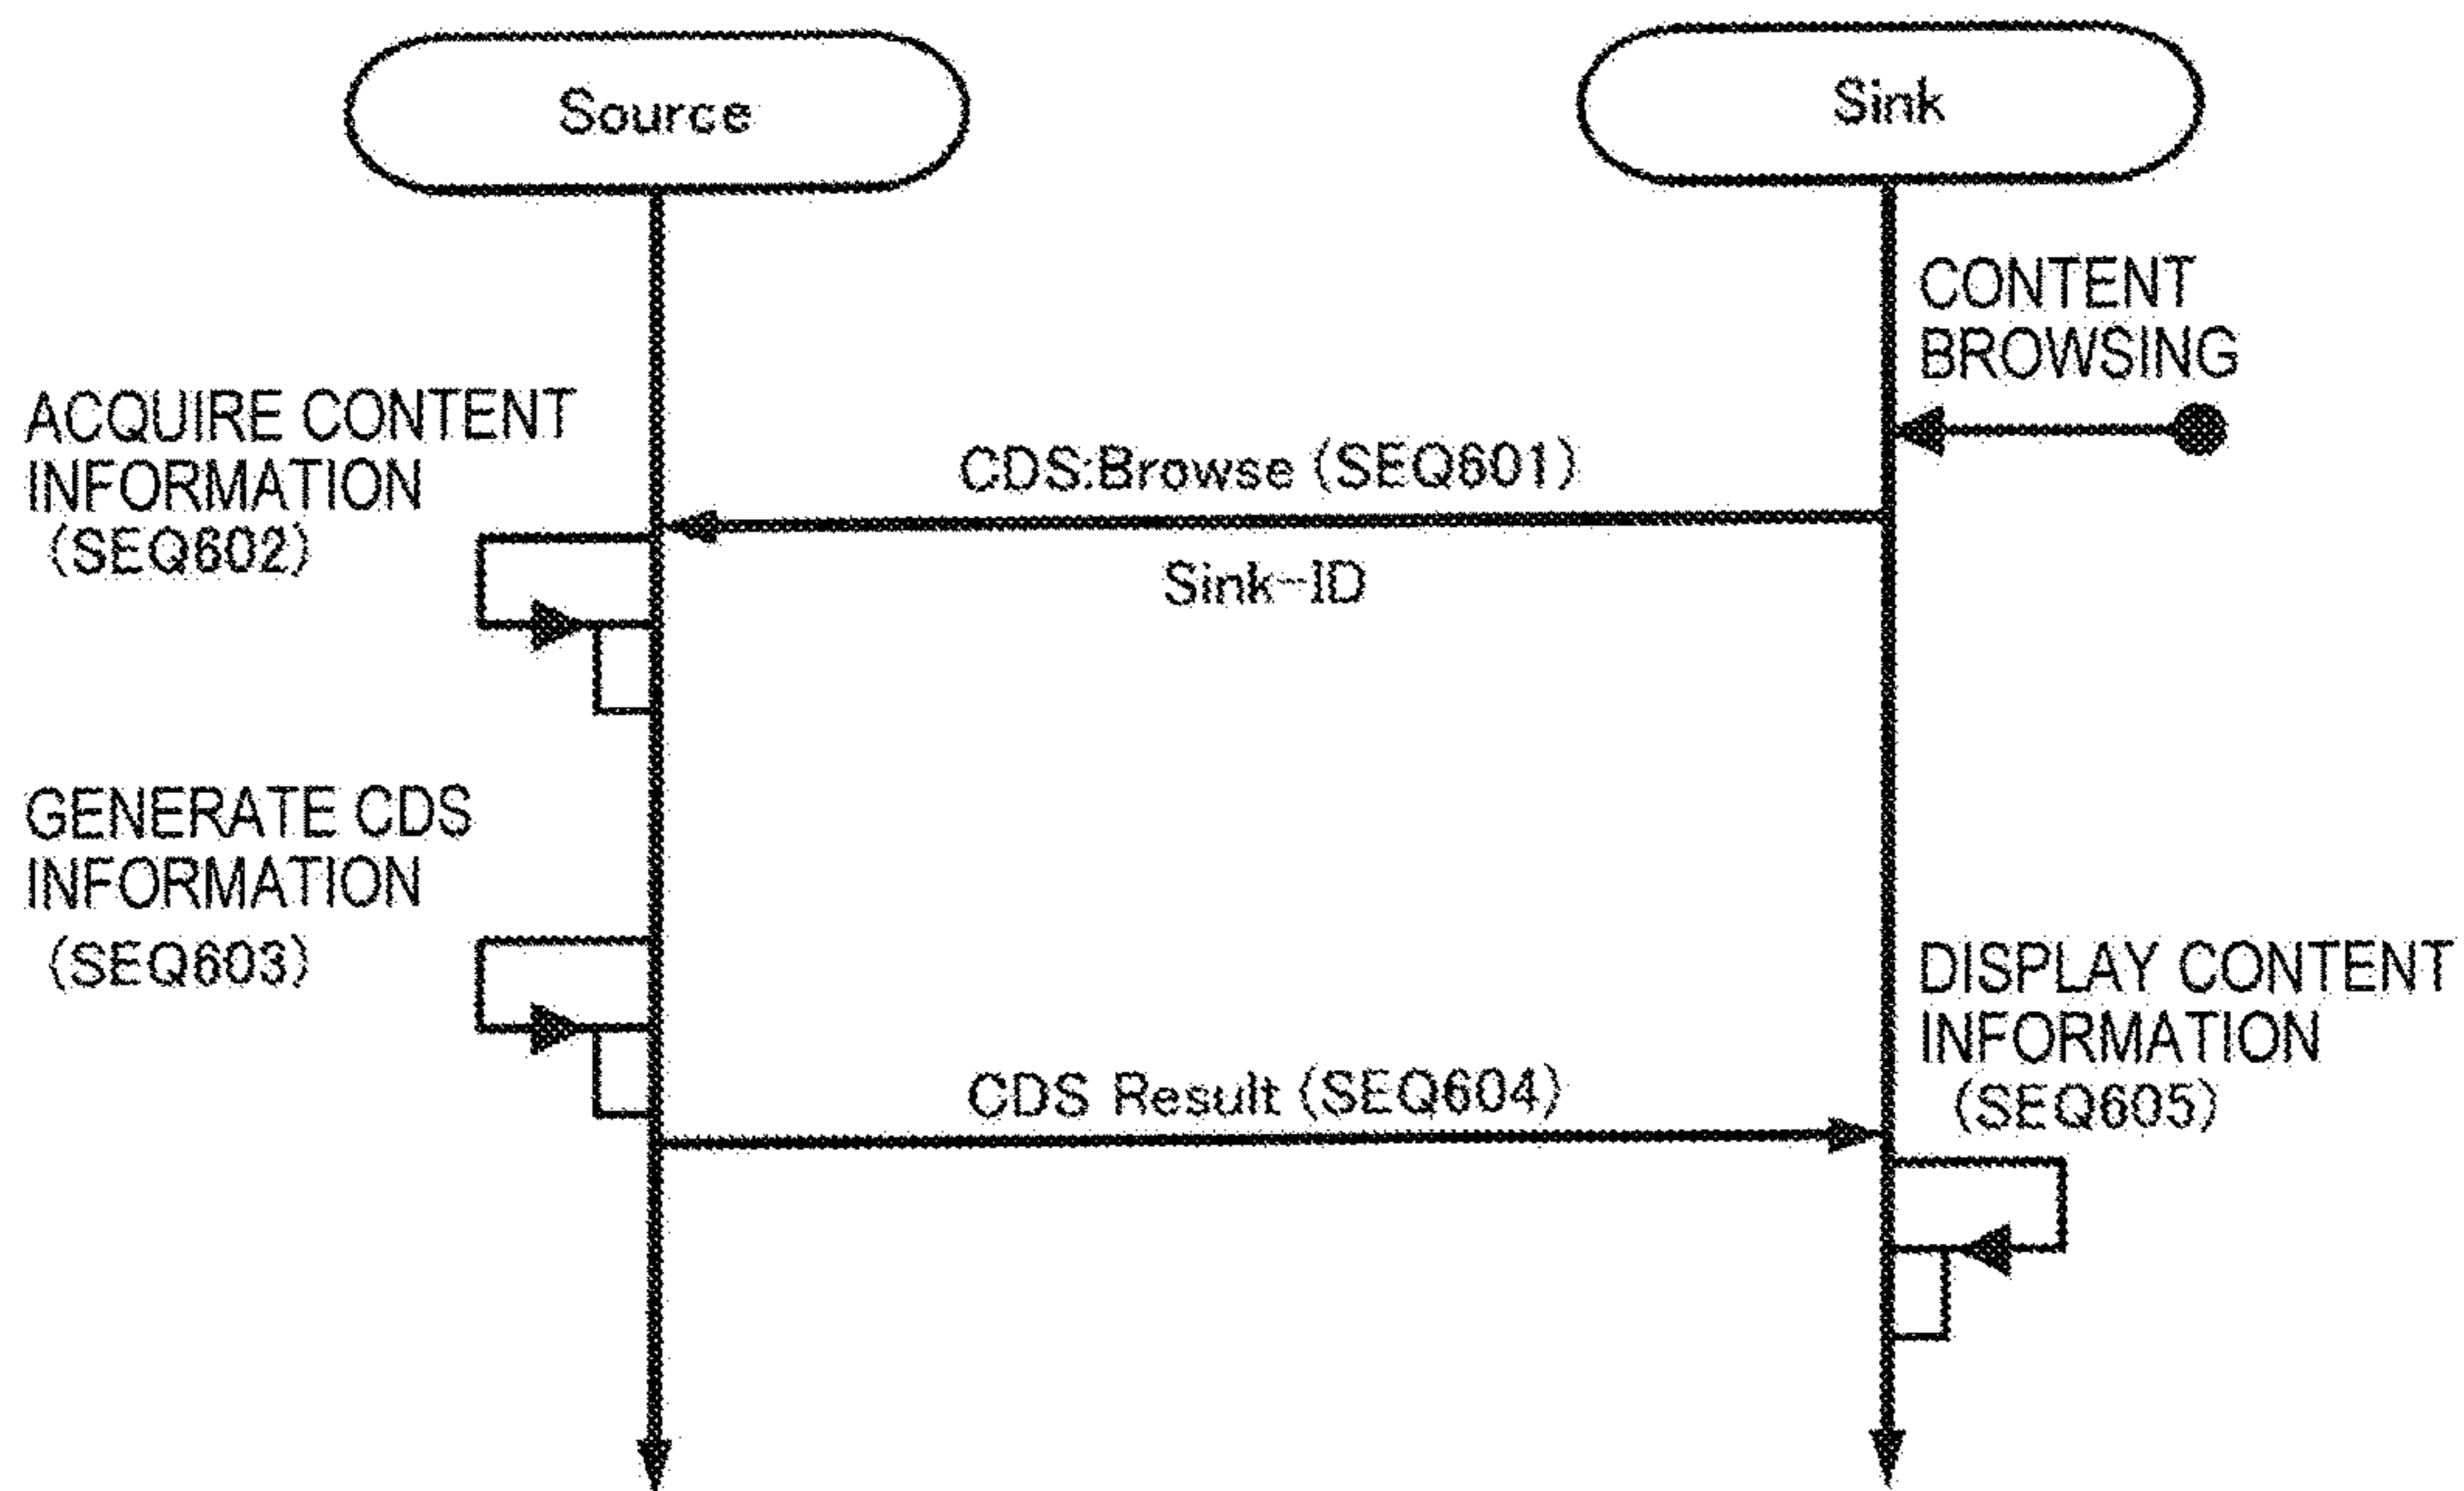 Source
Sink
CONTENT
BROWSING
ACQUIRE CONTENT
INFORMATION
(SEQ602)
CDS:Browse (SEQ601)
Sink-ID
GENERATE CDS
INFORMATION
(SEQ603)
DISPLAY CONTENT
INFORMATION
(SEQ605)
CDS Result (SEQ604)